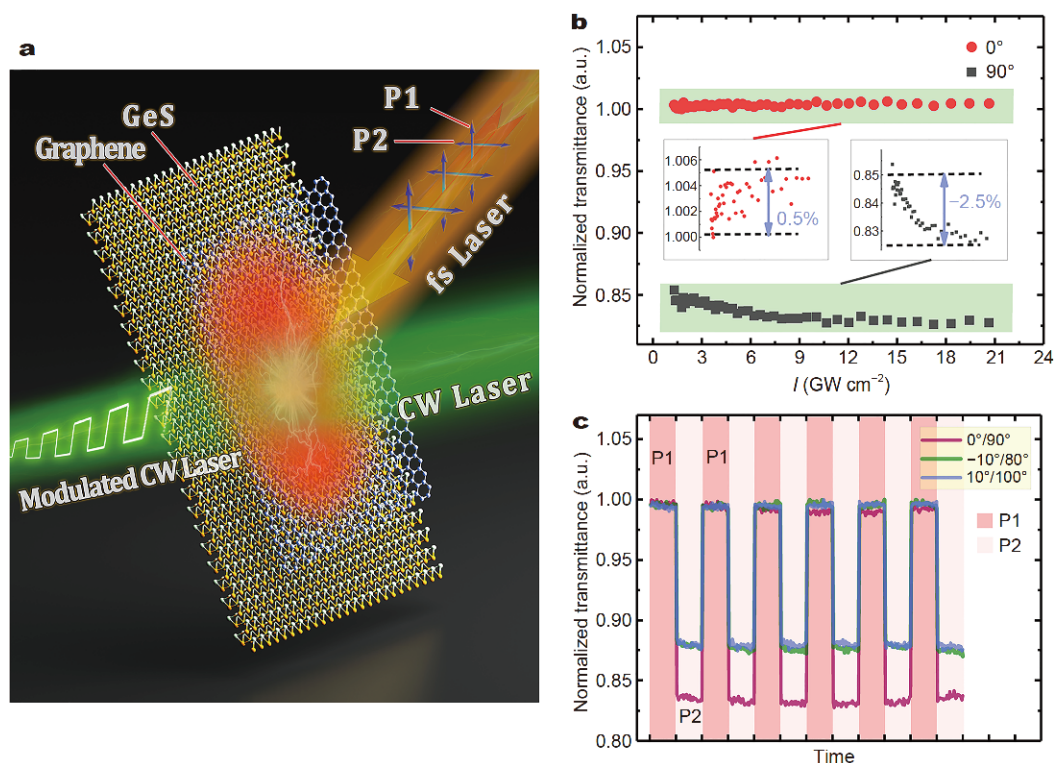 a
P1
P2
GeS
Graphene
fs Laser
CW Laser
Modulated CW Laser
b
Normalized transmittance (a.u.)
1.05
1.00
0.95
0.90
0.85
0°
90°
1.006
1.004
1.002
1.000
0.5%
0.85
0.84
0.83
−2.5%
0 3 6 9 12 15 18 21 24
I (GW cm⁻²)
c
Normalized transmittance (a.u.)
1.05
1.00
0.95
0.90
0.85
0.80
P1 P1
P2
0°/90°
−10°/80°
10°/100°
P1
P2
Time